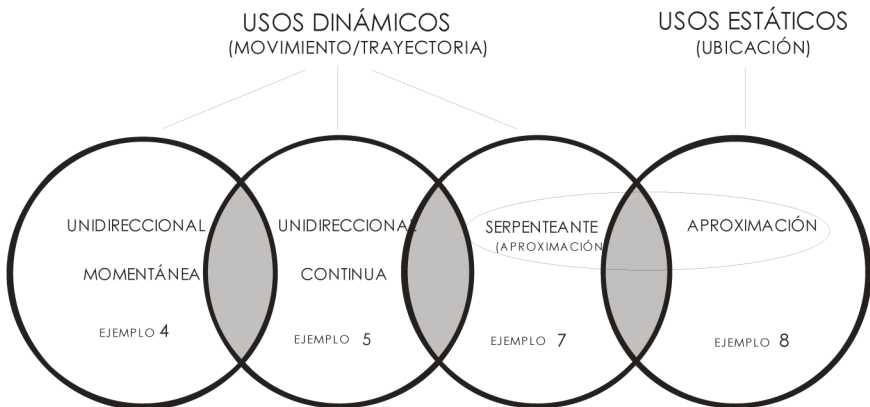 USOS DINÁMICOS
(MOVIMIENTO/TRAYECTORIA)
USOS ESTÁTICOS
(UBICACIÓN)
UNIDIRECCIONAL
MOMENTÁNEA
EJEMPLO 4
UNIDIRECCIONAL
CONTINUA
EJEMPLO 5
SERPENTEANTE
(APROXIMACIÓN
EJEMPLO 7
APROXIMACIÓN
EJEMPLO 8